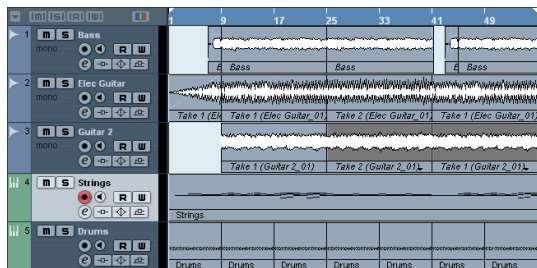 M S R W
1 9 17 25 33 41 49
1 M S Bass
mono R W
e
E Bass Bass Bass
2 M S Elec Guitar
mono R W
e
Take 1 (Ele Take 1 (Elec Guitar_01) Take 2 (Elec Guitar_01) Take 1 (Elec Guitar_01)
3 M S Guitar 2
mono R W
e
Take 1 (Guitar 2_01) Take 2 (Guitar 2_01) Take 1 (Guitar 2_01)
4 M S Strings
R W
e
Strings
5 M S Drums
R W
e
Drums Drums Drums Drums Drums Drums Drums